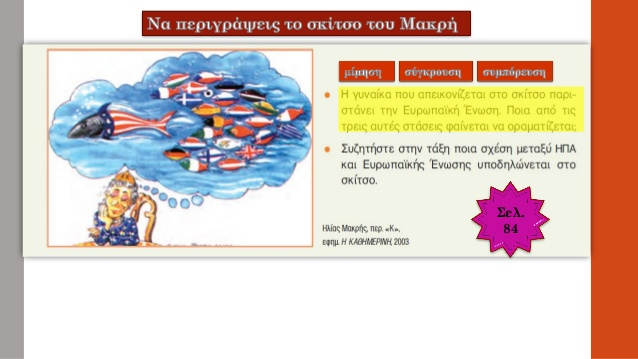 Να περιγράψεις το σκίτσο του Μακρή
μίμηση σύγκρουση συμπόρευση
• Η γυναίκα που απεικονίζεται στο σκίτσο παρι-
στάνει την Ευρωπαϊκή Ένωση. Ποια από τις
τρεις αυτές στάσεις φαίνεται να οραματίζεται;
• Συζητήστε στην τάξη ποια σχέση μεταξύ ΗΠΑ
και Ευρωπαϊκής Ένωσης υποδηλώνεται στο
σκίτσο.
Σελ.
84
Ηλίας Μακρής, περ. «Κ»,
εφημ. Η ΚΑΘΗΜΕΡΙΝΗ, 2003